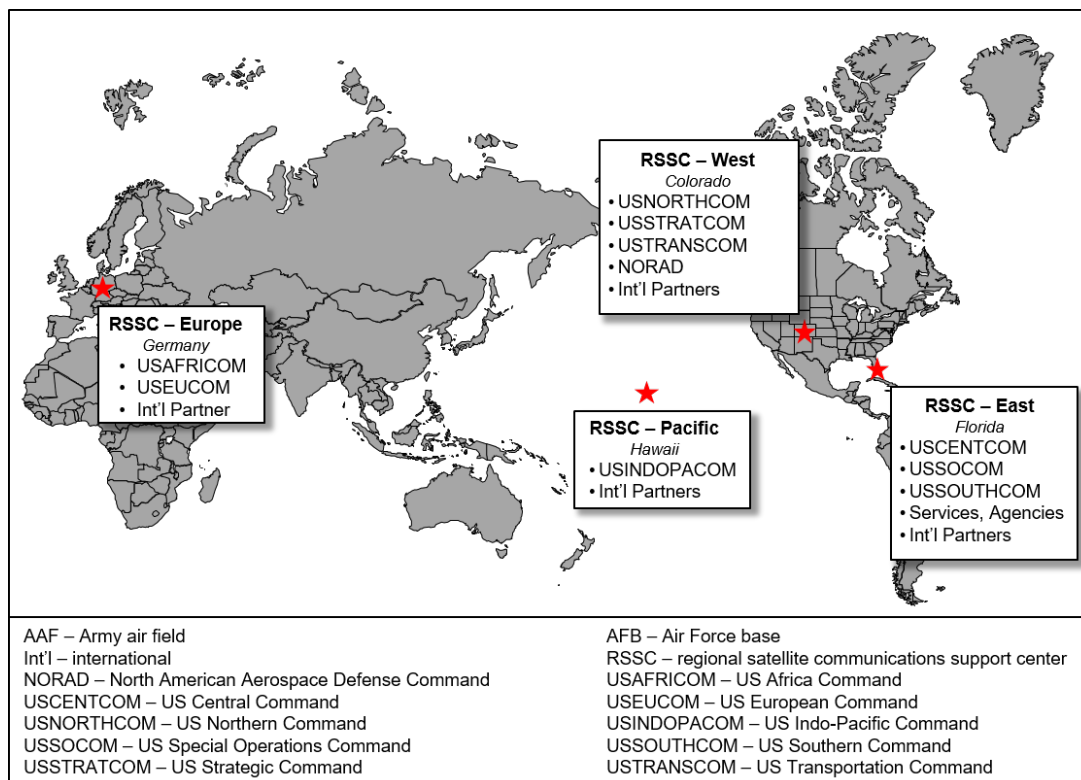 RSSC – West
Colorado
• USNORTHCOM
• USSTRATCOM
• USTRANSCOM
• NORAD
• Int'l Partners
RSSC – Europe
Germany
• USAFRICOM
• USEUCOM
• Int'l Partner
RSSC – Pacific
Hawaii
• USINDOPACOM
• Int'l Partners
RSSC – East
Florida
• USCENTCOM
• USSOCOM
• USSOUTHCOM
• Services, Agencies
• Int'l Partners
AAF – Army air field
Int'l – international
NORAD – North American Aerospace Defense Command
USCENTCOM – US Central Command
USNORTHCOM – US Northern Command
USSOCOM – US Special Operations Command
USSTRATCOM – US Strategic Command
AFB – Air Force base
RSSC – regional satellite communications support center
USAFRICOM – US Africa Command
USEUCOM – US European Command
USINDOPACOM – US Indo-Pacific Command
USSOUTHCOM – US Southern Command
USTRANSCOM – US Transportation Command